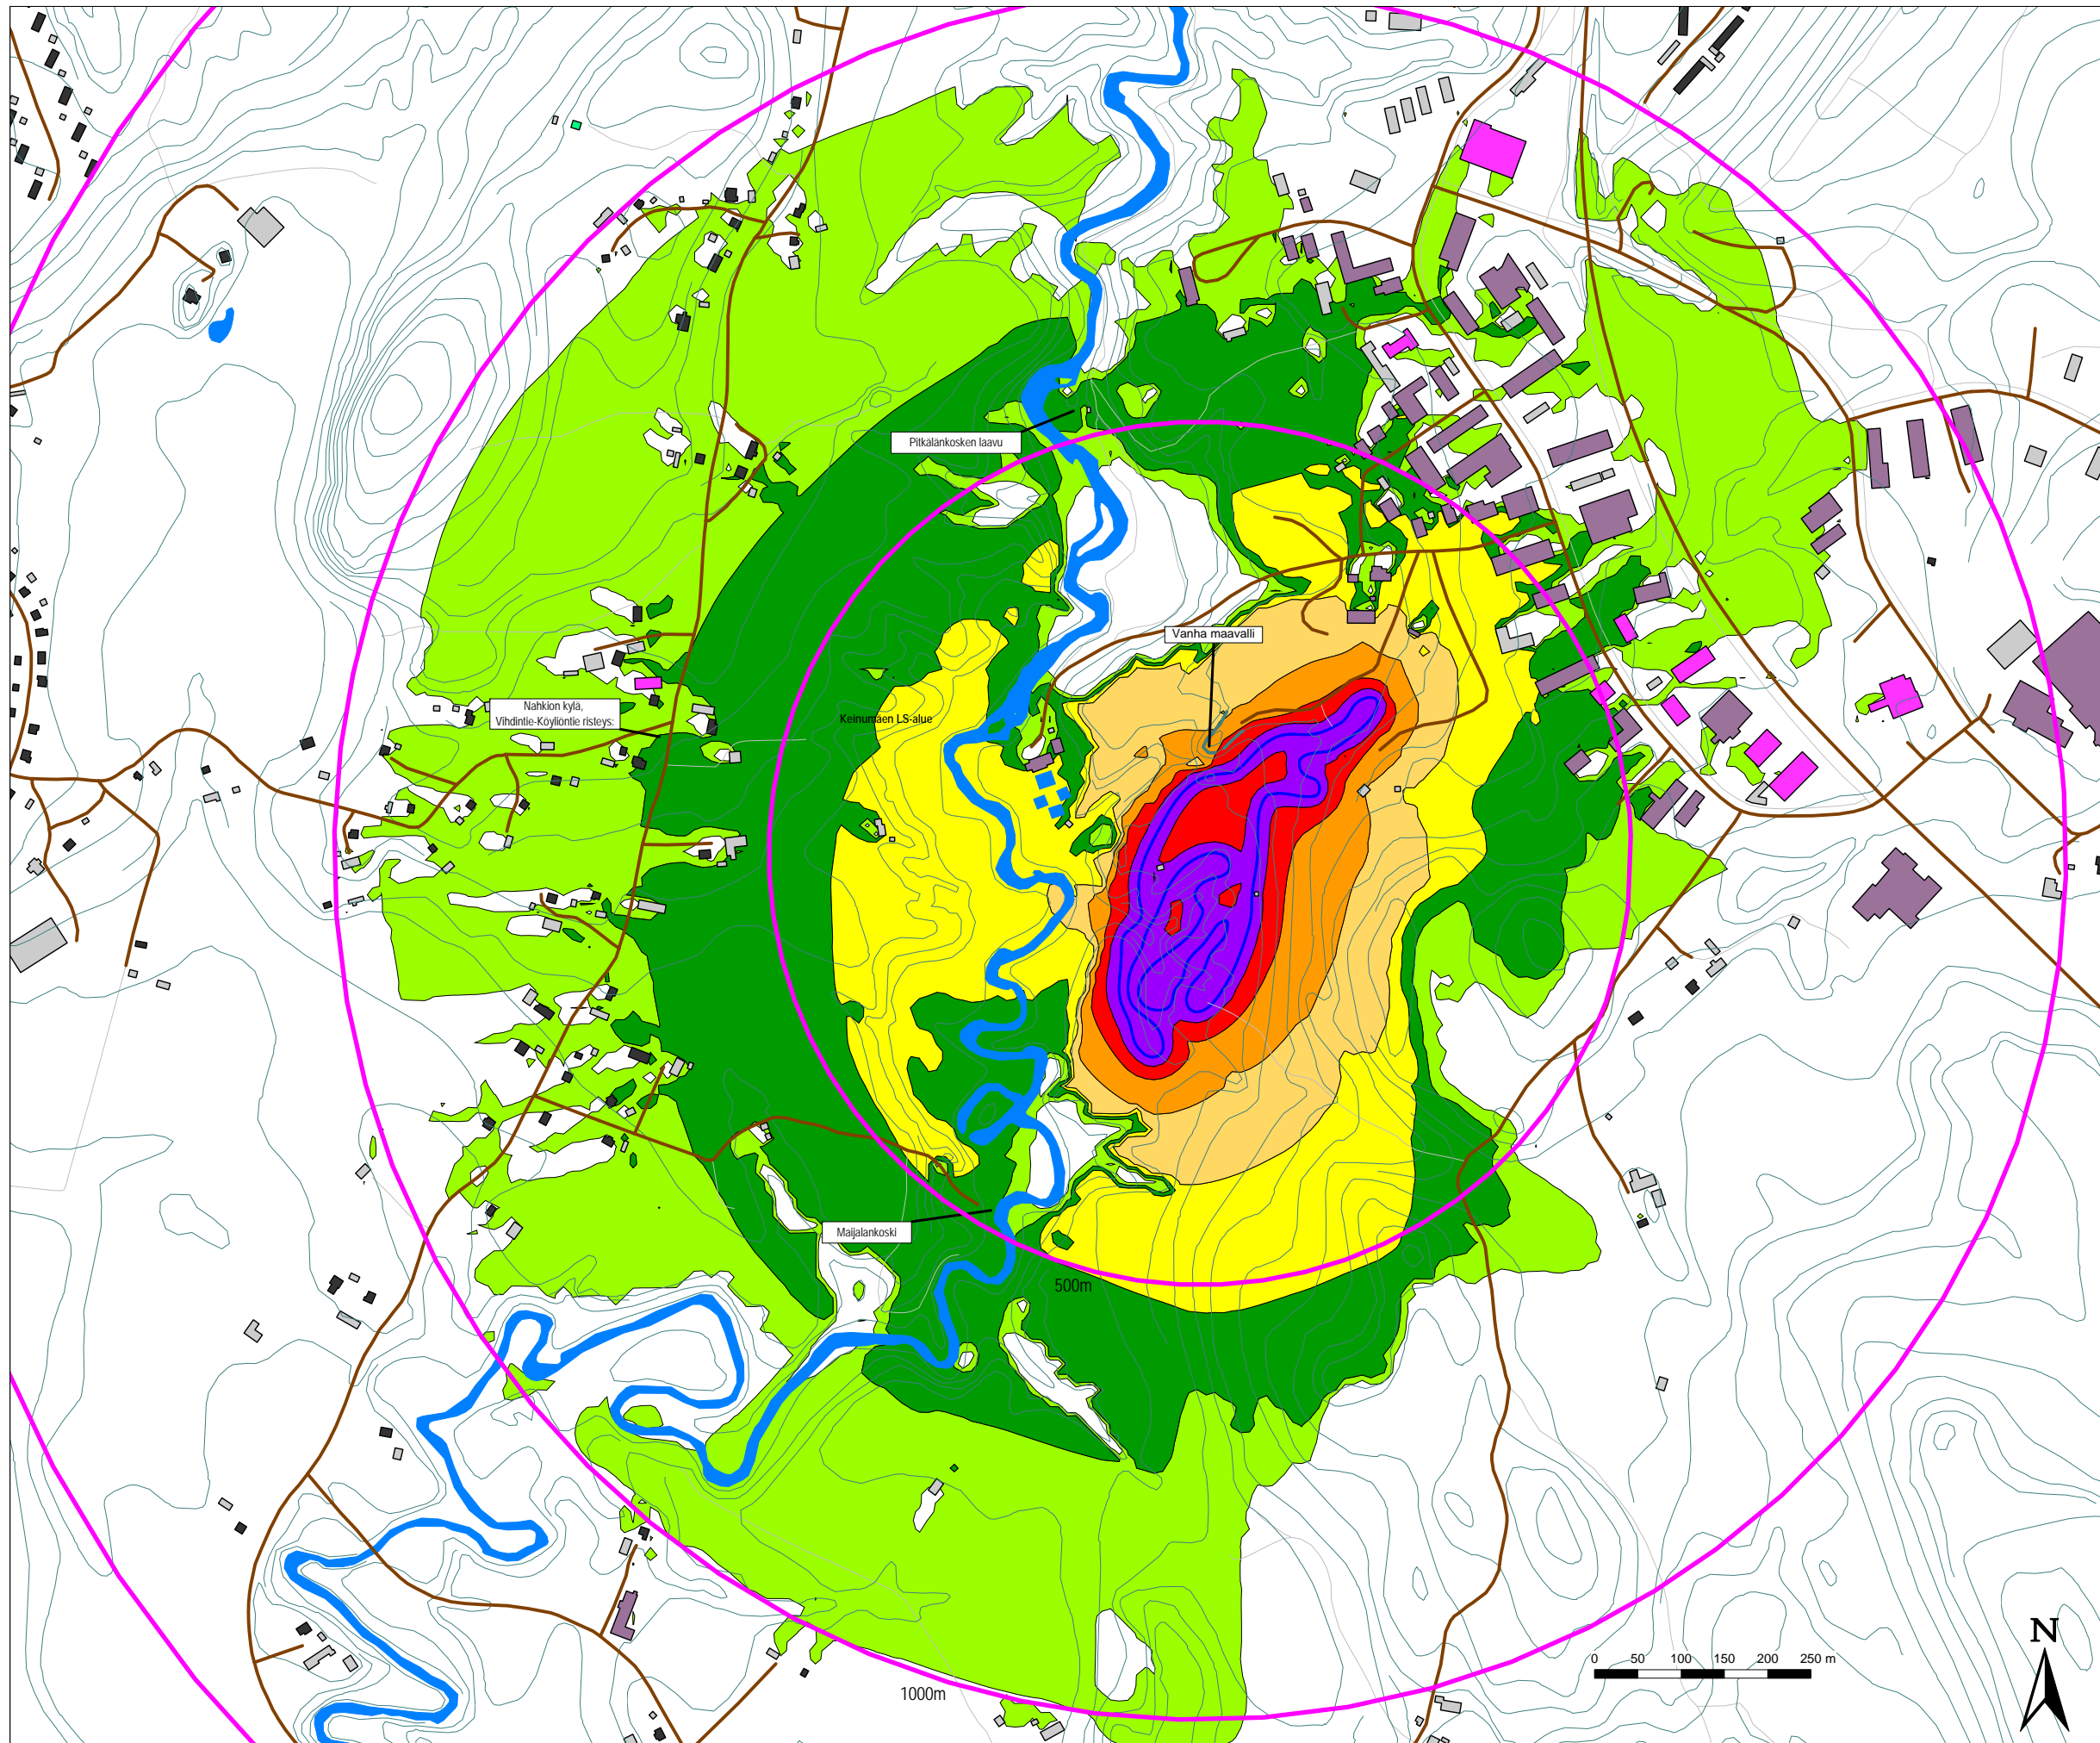 Pitkälänkosken laavu
Vanha maavalli
Nahkion kylä,
Vihdintie-Köyliöntie risteys:
Keinumäen LS-alue
Maijalankoski
500m
1000m
0 50 100 150 200 250 m
N